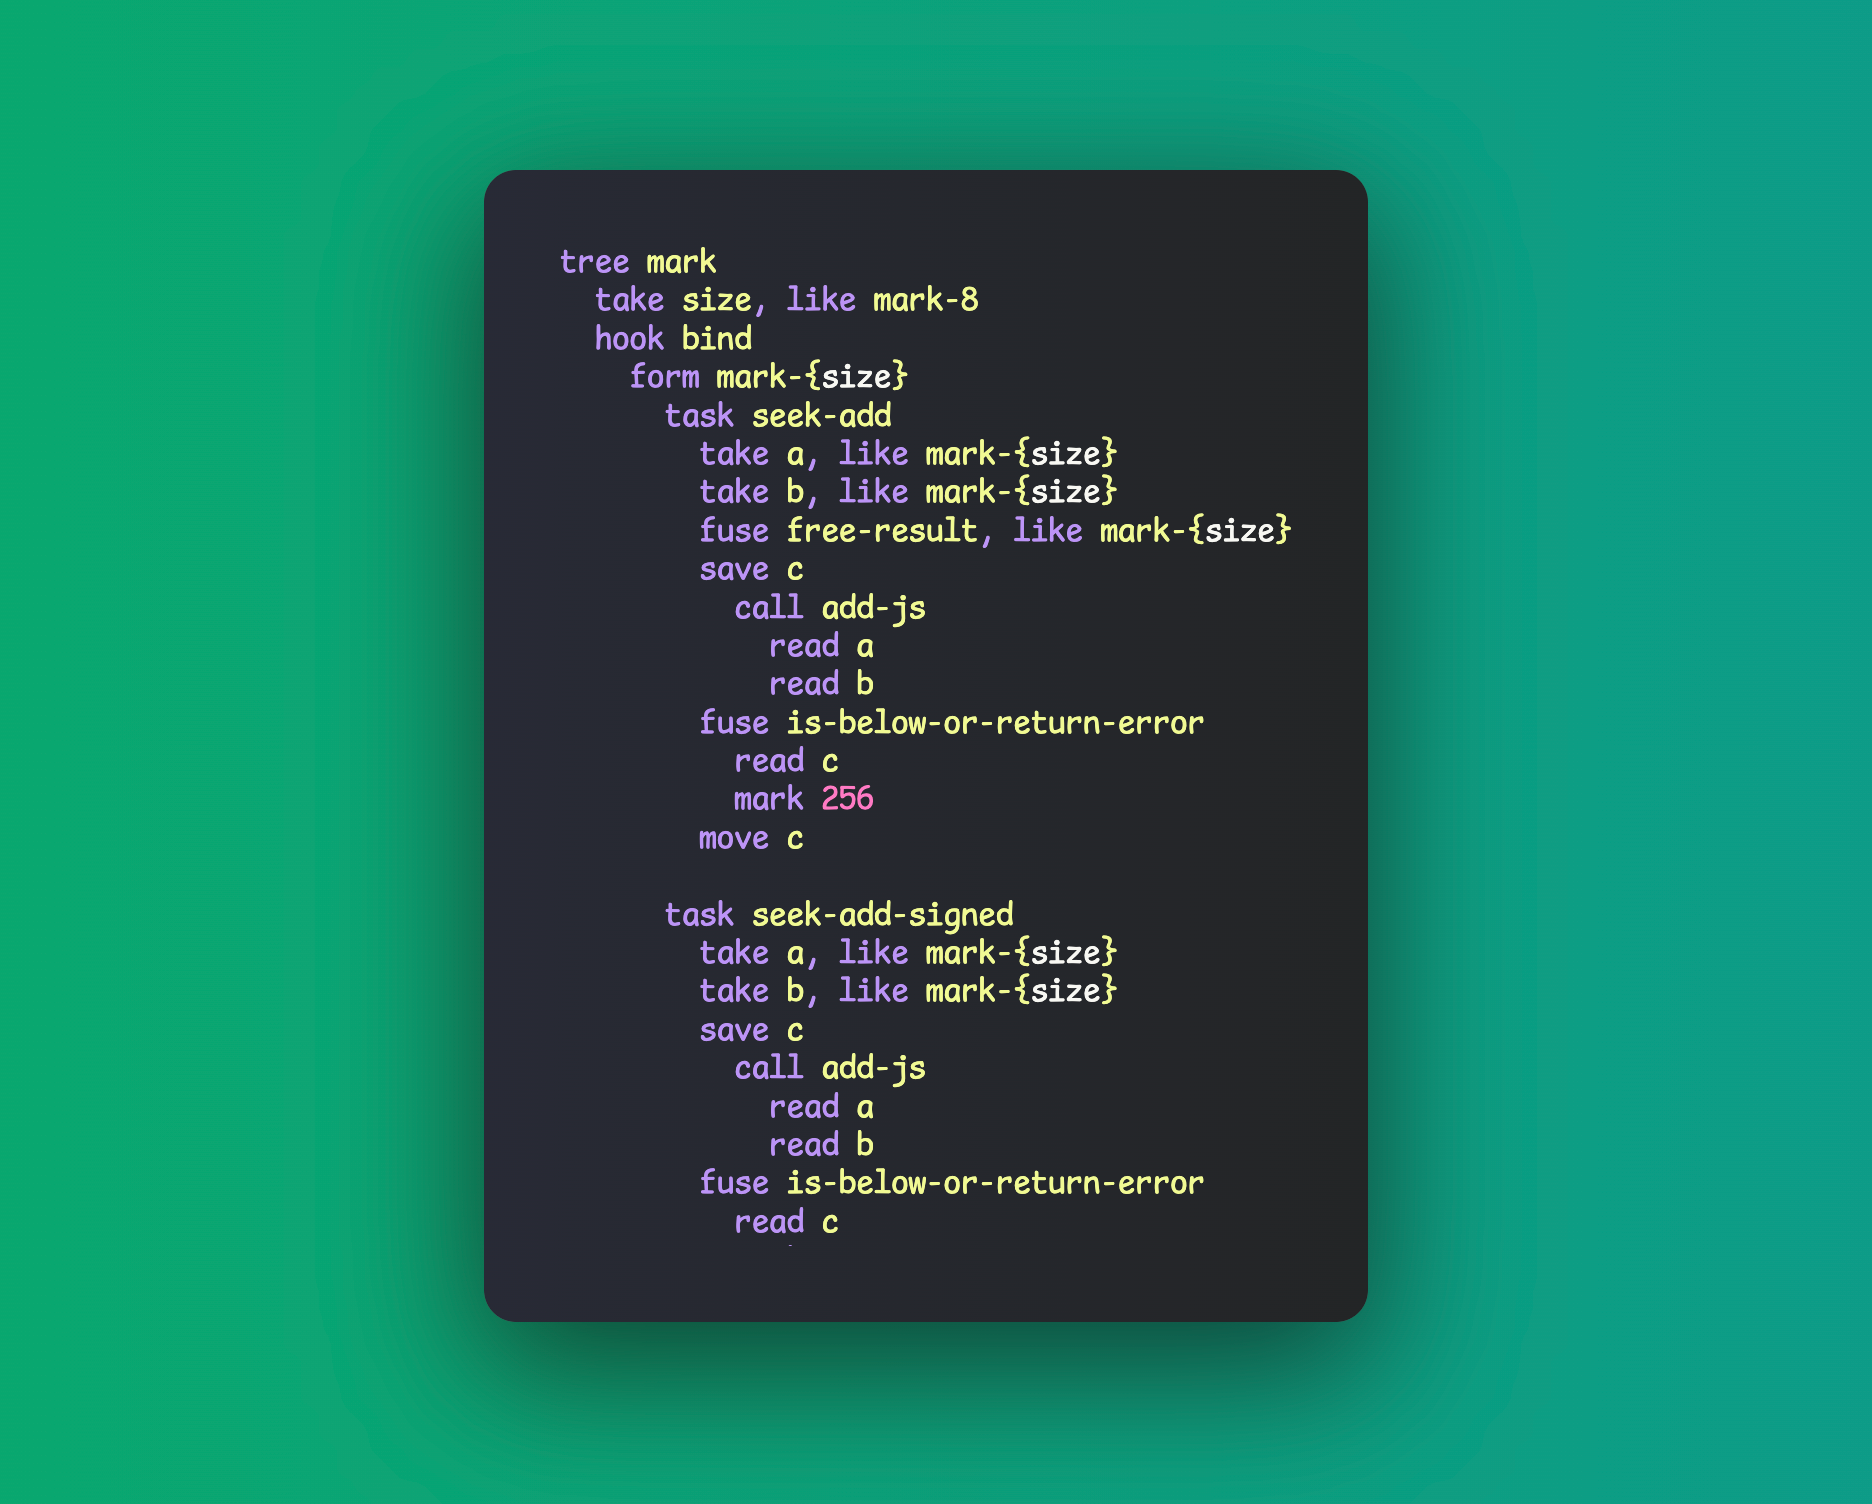 tree mark
  take size, like mark-8
  hook bind
    form mark-{size}
      task seek-add
        take a, like mark-{size}
        take b, like mark-{size}
        fuse free-result, like mark-{size}
        save c
          call add-js
            read a
            read b
        fuse is-below-or-return-error
          read c
          mark 256
        move c

      task seek-add-signed
        take a, like mark-{size}
        take b, like mark-{size}
        save c
          call add-js
            read a
            read b
        fuse is-below-or-return-error
          read c